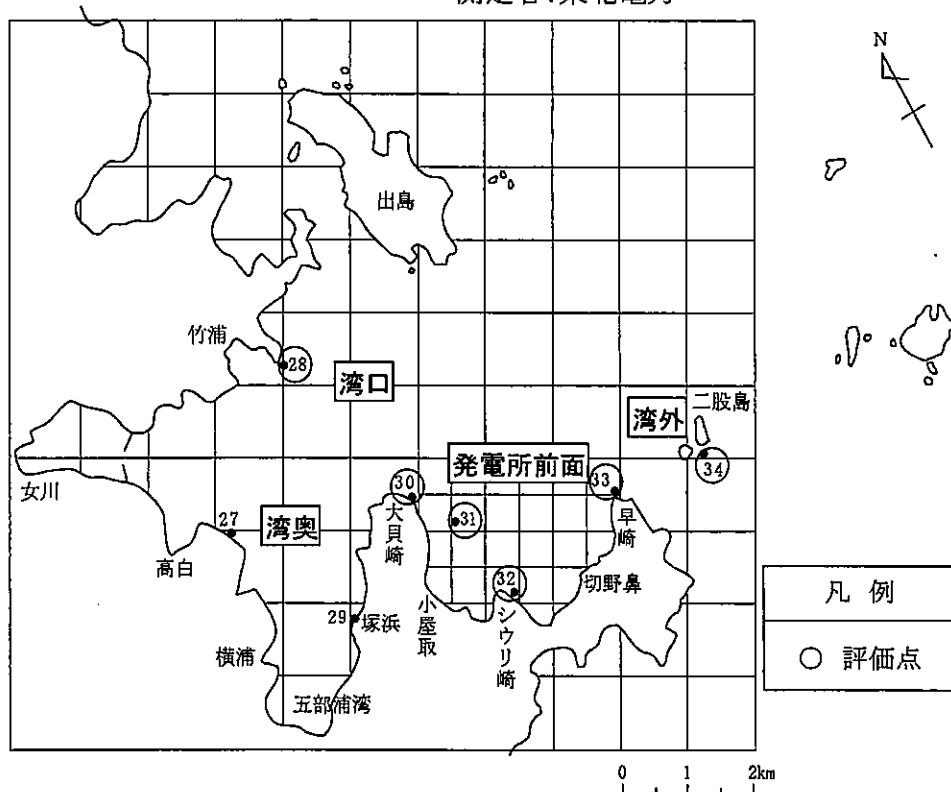 N
出島
竹浦
28
湾口
二股島
湾外
34
発電所前面
33
30
31
女川
大貝崎
早崎
27
湾奥
高白
32
切野鼻
凡 例
○ 評価点
29
塚浜
小屋取
シウリ崎
横浦
五部浦湾
0 1 2km